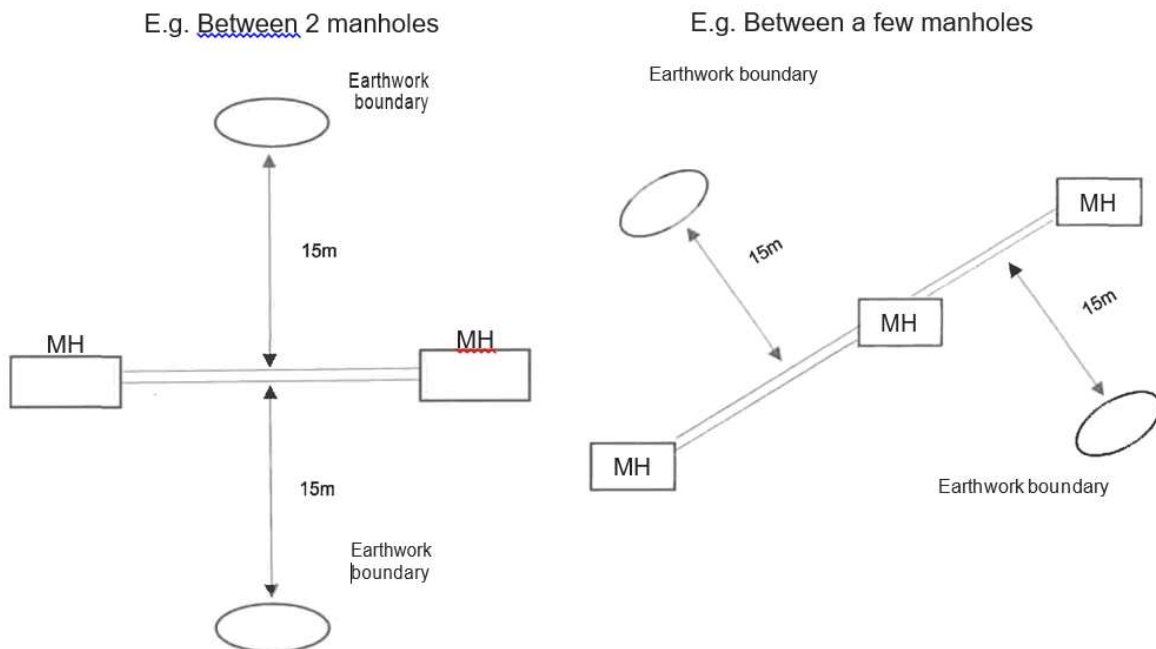 E.g. Between 2 manholes
Earthwork
boundary
15m
MH
MH
15m
Earthwork
boundary
E.g. Between a few manholes
Earthwork boundary
MH
15m
15m
MH
MH
Earthwork boundary